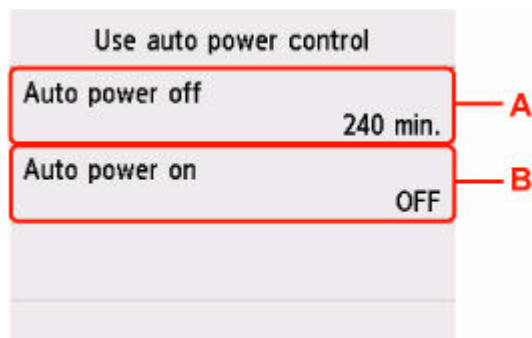 Use auto power control
Auto power off
A
240 min.
Auto power on
B
OFF